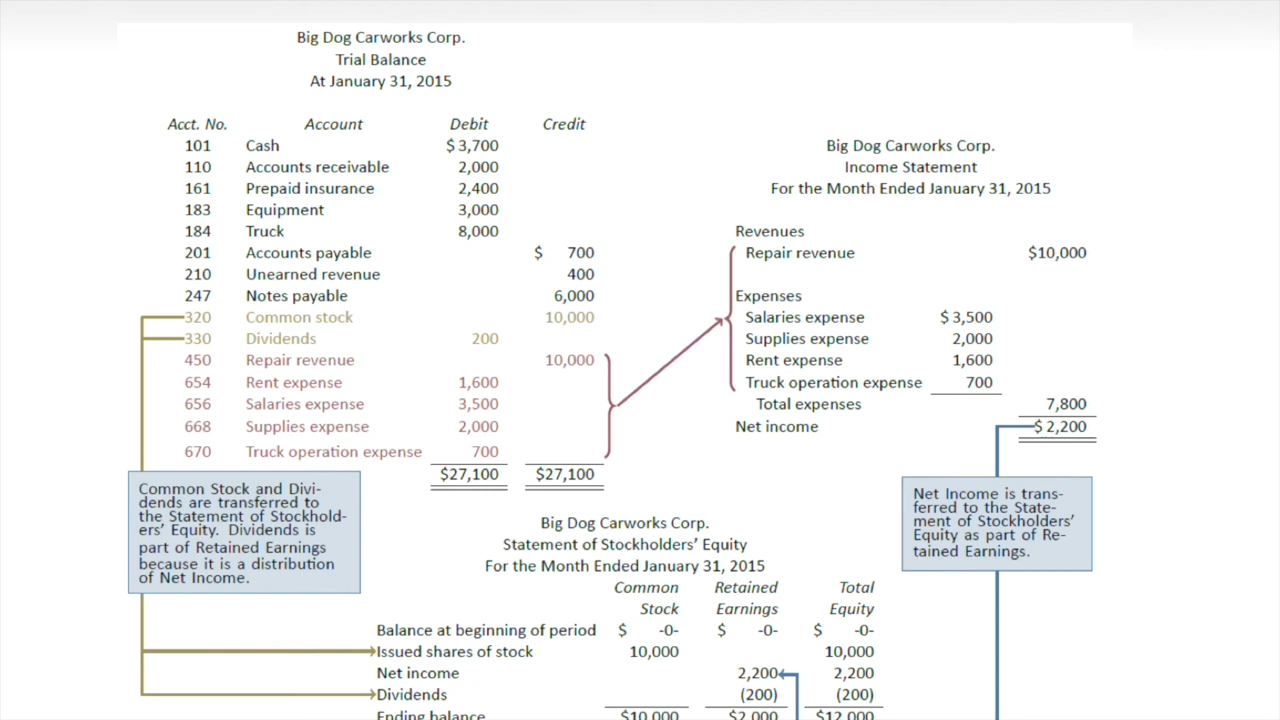 Big Dog Carworks Corp.
Trial Balance
At January 31, 2015
Acct. No. Account Debit Credit
101 Cash $ 3,700
110 Accounts receivable 2,000
161 Prepaid insurance 2,400
183 Equipment 3,000
184 Truck 8,000
201 Accounts payable $ 700
210 Unearned revenue 400
247 Notes payable 6,000
320 Common stock 10,000
330 Dividends 200
450 Repair revenue 10,000
654 Rent expense 1,600
656 Salaries expense 3,500
668 Supplies expense 2,000
670 Truck operation expense 700
$27,100 $27,100
Big Dog Carworks Corp.
Income Statement
For the Month Ended January 31, 2015
Revenues
Repair revenue $10,000
Expenses
Salaries expense $ 3,500
Supplies expense 2,000
Rent expense 1,600
Truck operation expense 700
Total expenses 7,800
Net income $ 2,200
Common Stock and Divi-
dends are transferred to
the Statement of Stockhold-
ers’ Equity. Dividends is
part of Retained Earnings
because it is a distribution
of Net Income.
Net Income is trans-
ferred to the State-
ment of Stockholders’
Equity as part of Re-
tained Earnings.
Big Dog Carworks Corp.
Statement of Stockholders’ Equity
For the Month Ended January 31, 2015
Common Retained Total
Stock Earnings Equity
Balance at beginning of period $ -0- $ -0- $ -0-
Issued shares of stock 10,000 10,000
Net income 2,200 2,200
Dividends (200) (200)
Ending balance $10,000 $2,000 $12,000